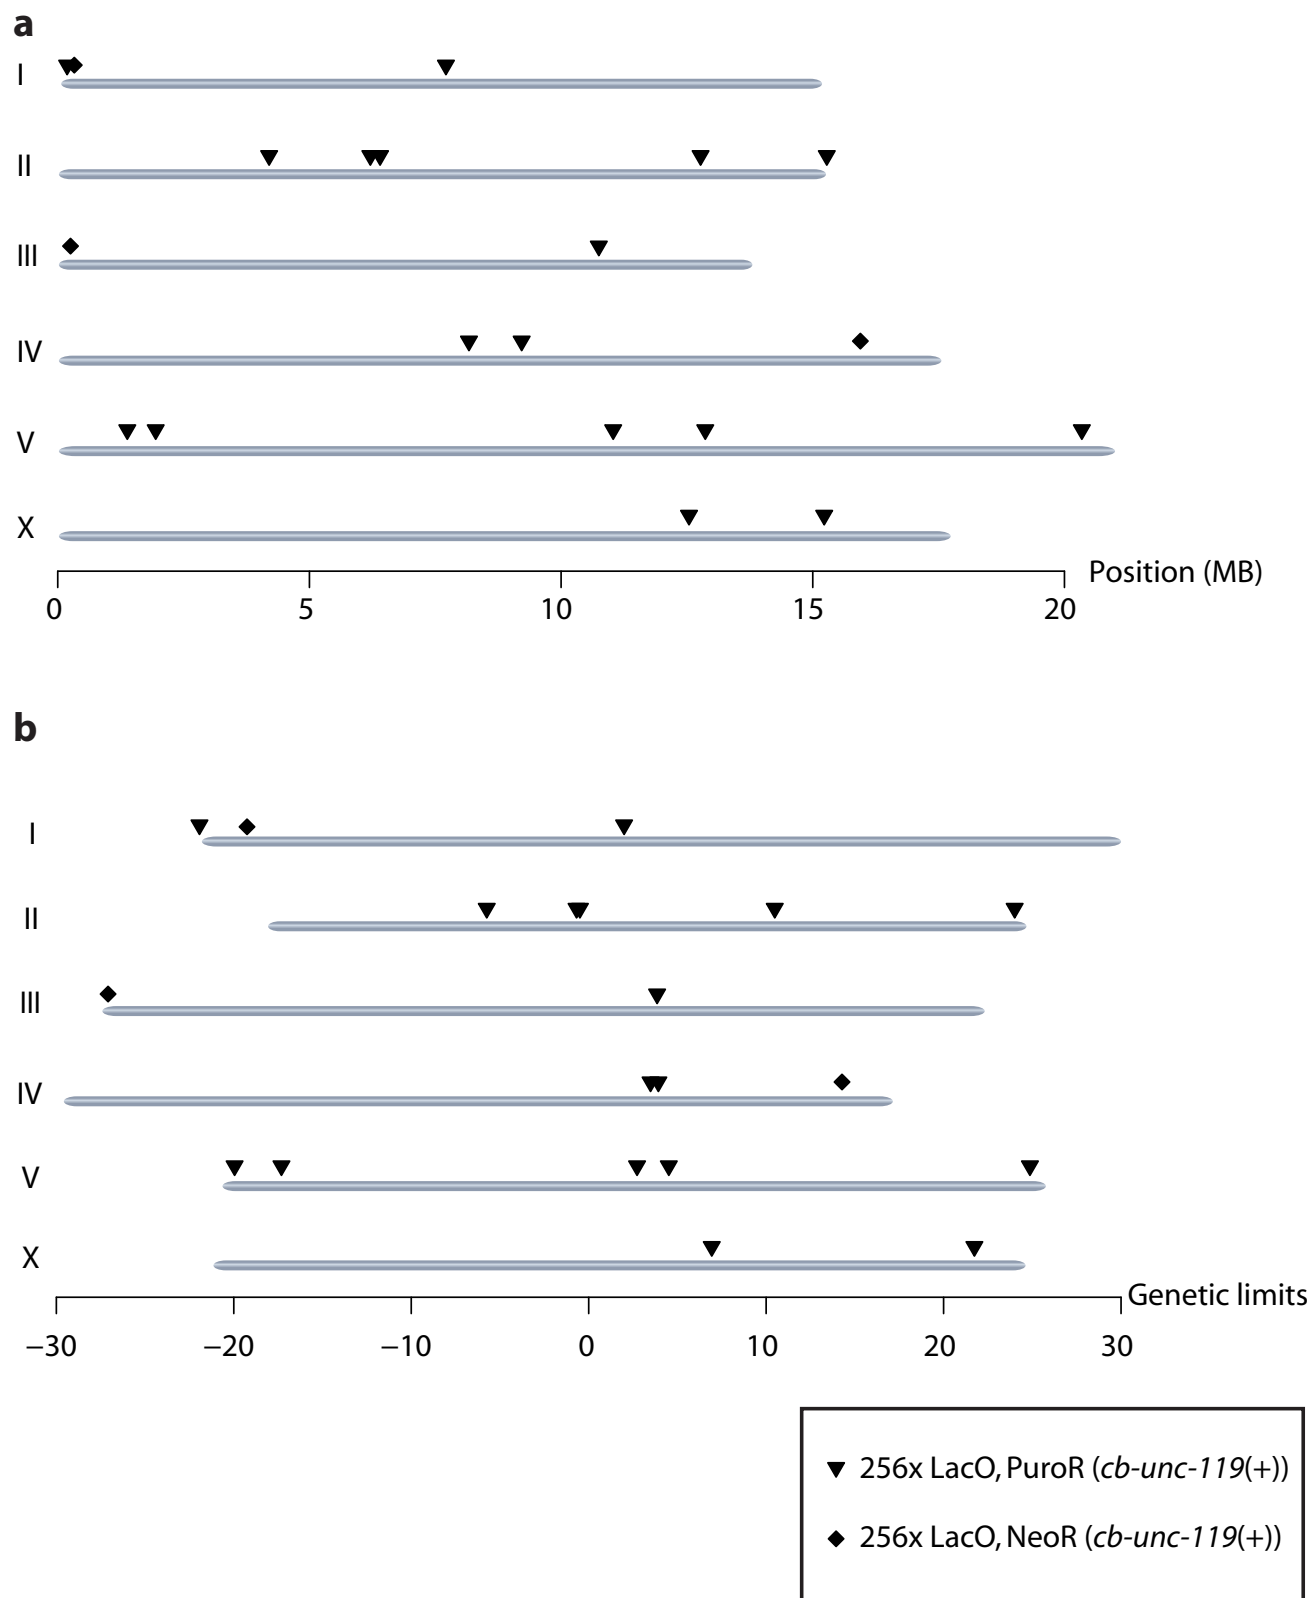 a
I
II
III
IV
V
X
Position (MB)
0 5 10 15 20
b
I
II
III
IV
V
X
Genetic limits
−30 −20 −10 0 10 20 30
256x LacO, PuroR (cb-unc-119(+))
256x LacO, NeoR (cb-unc-119(+))